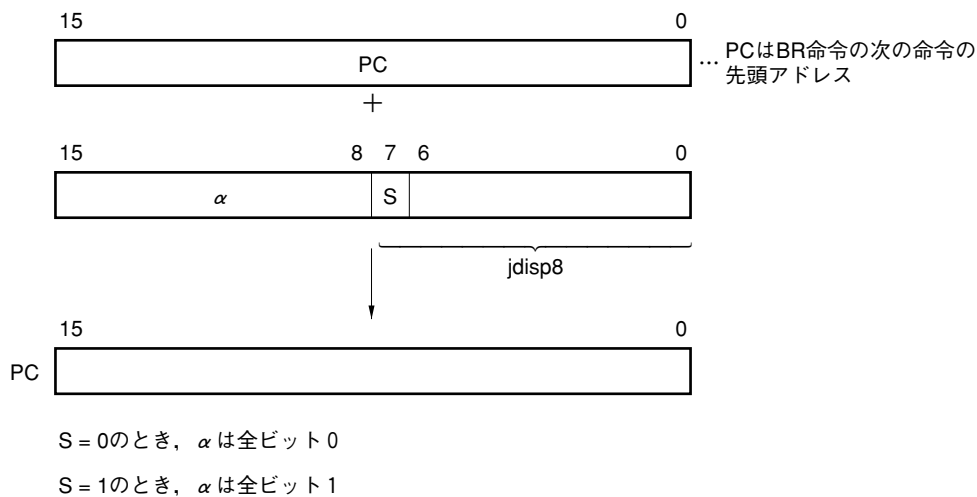 15 0
PC
… PCはBR命令の次の命令の
先頭アドレス
+
15 8 7 6 0
α S
jdisp8
15 0
PC
S = 0のとき，α は全ビット 0
S = 1のとき，α は全ビット 1